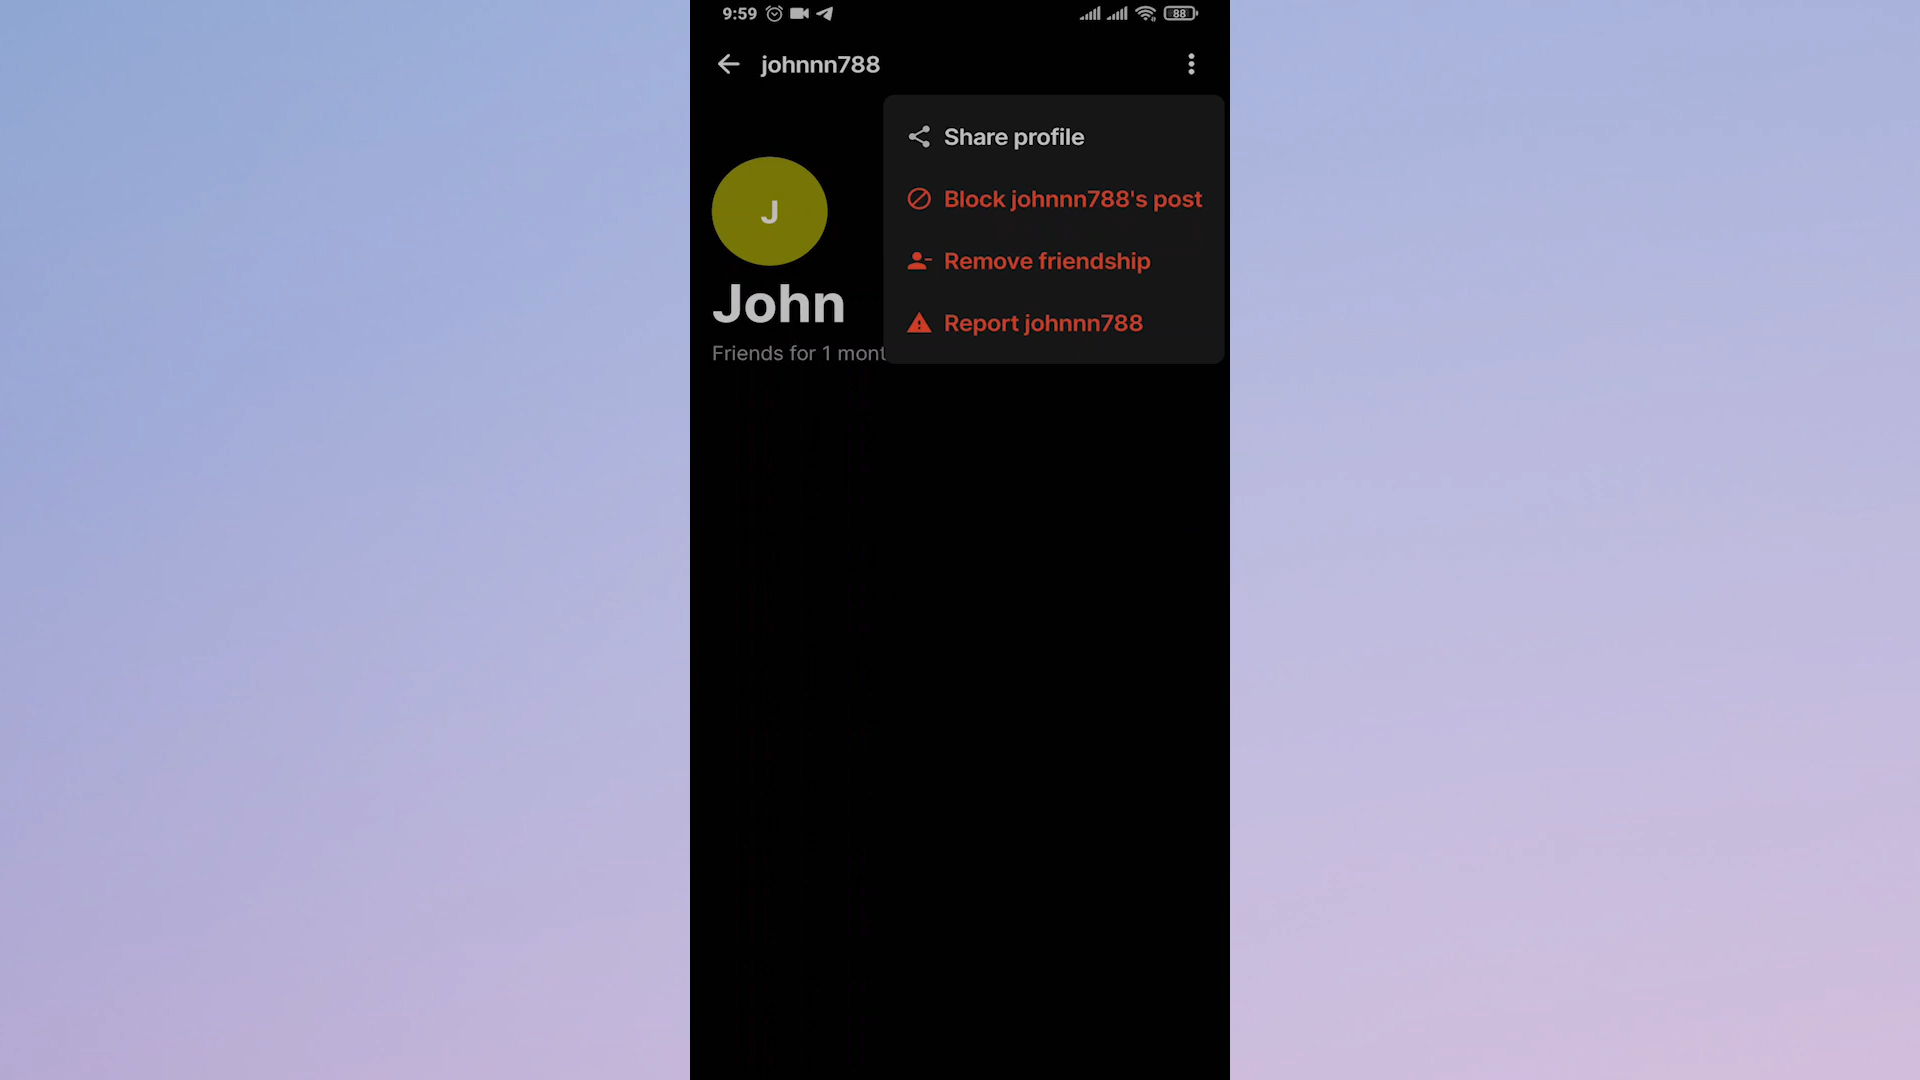 9:59
88
johnnn788
Share profile
Block johnnn788's post
J
Remove friendship
John
Report johnnn788
Friends for 1 mont